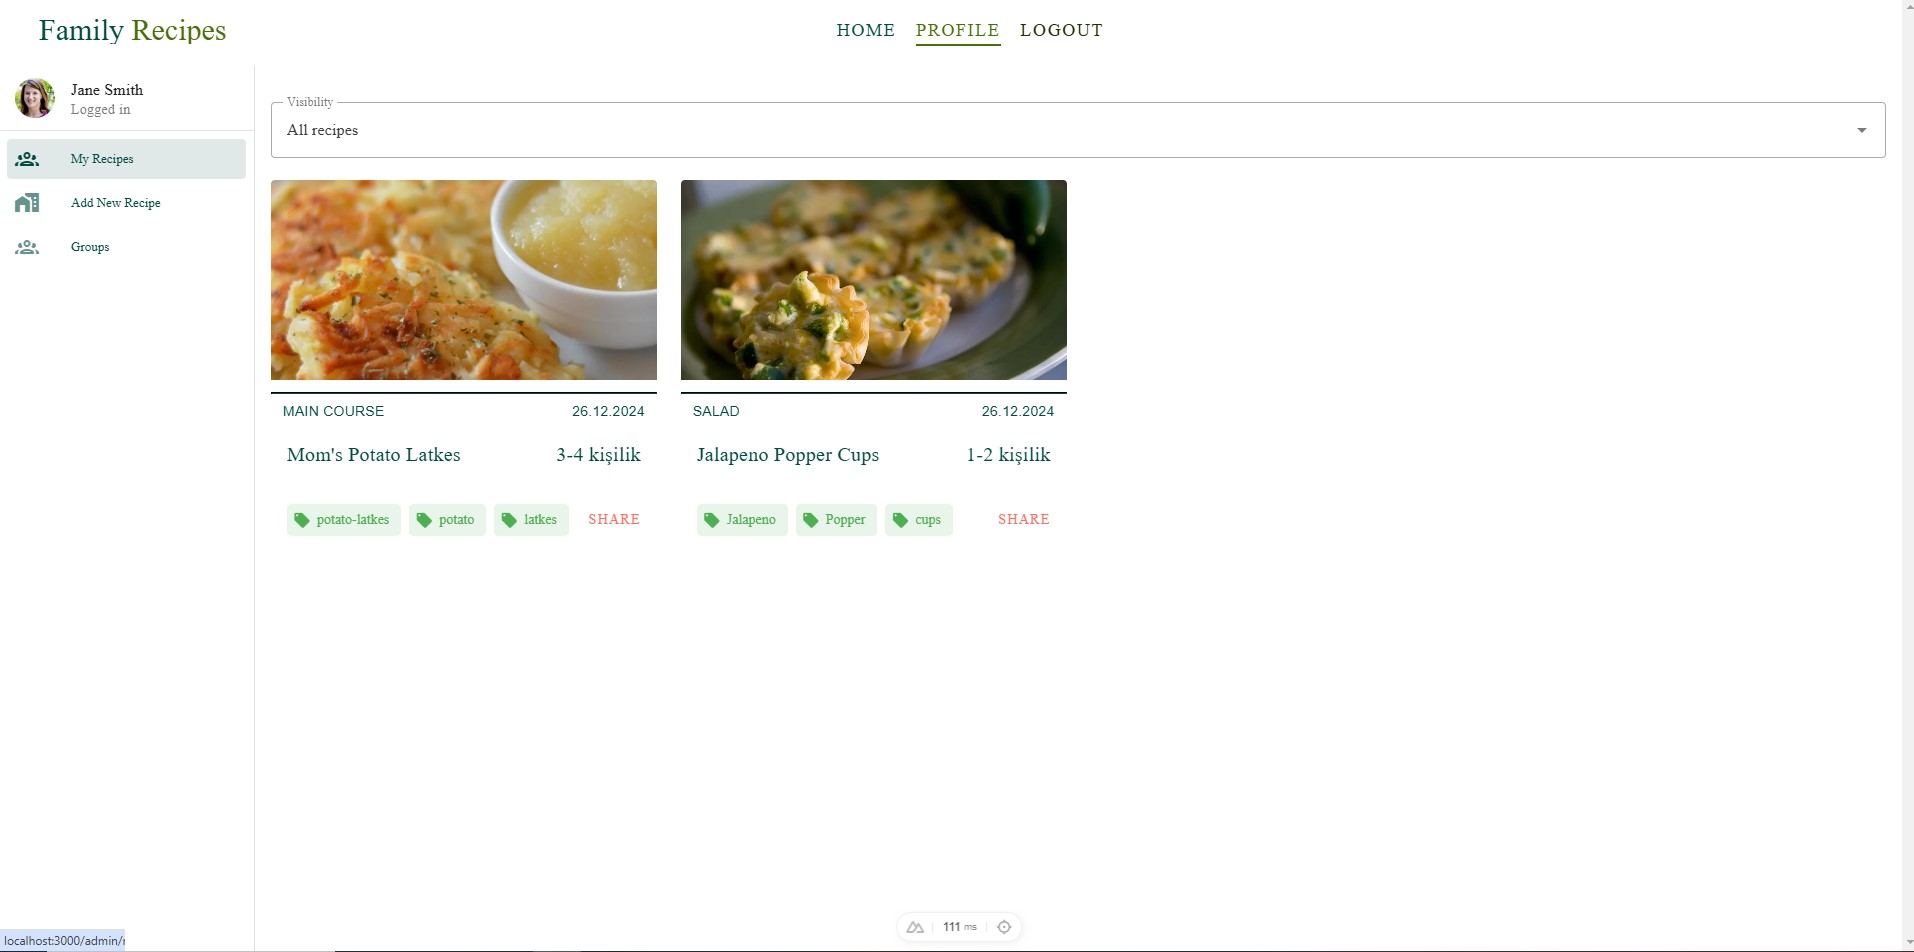 Family Recipes
HOME PROFILE LOGOUT
Jane Smith
Logged in
My Recipes
Add New Recipe
Groups
Visibility
All recipes
MAIN COURSE 26.12.2024
Mom's Potato Latkes 3-4 kişilik
potato-latkes potato latkes SHARE
SALAD 26.12.2024
Jalapeno Popper Cups 1-2 kişilik
Jalapeno Popper cups SHARE
111 ms
localhost:3000/admin/